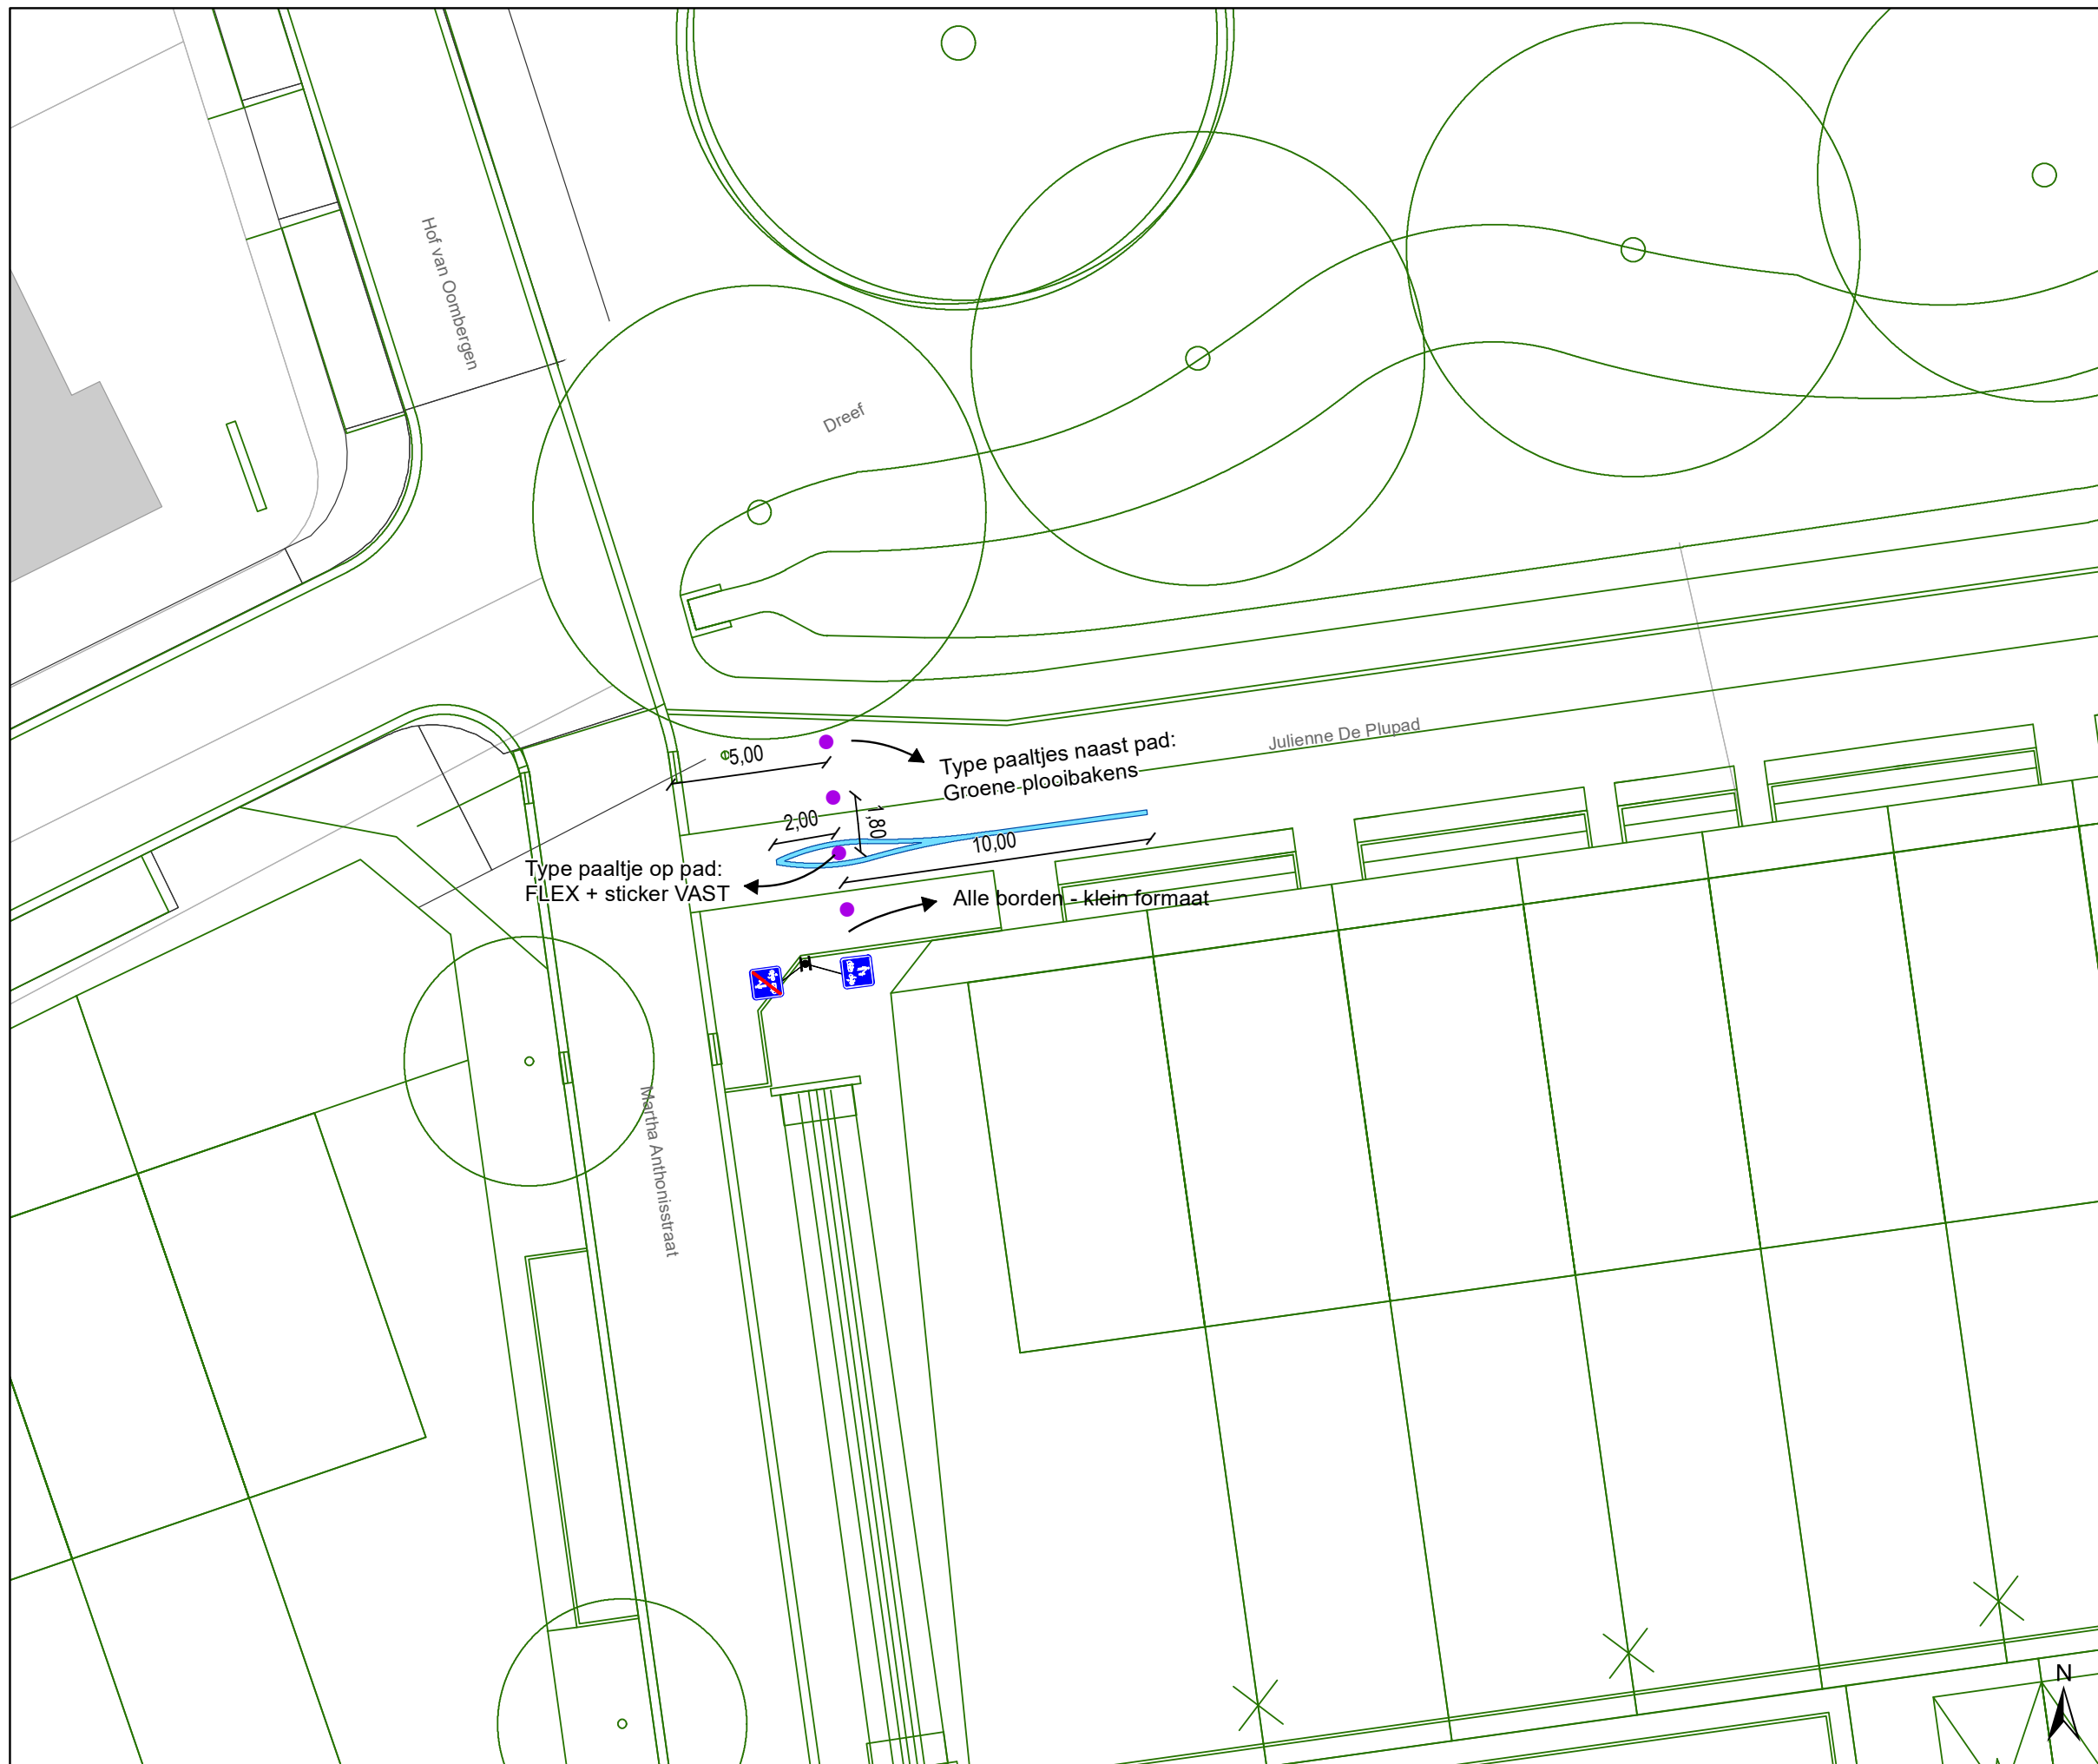 Hof van Oombergen
Dreef
Julienne De Plupad
5,00
Type paaltjes naast pad:
Groene plooibakens
1,80
2,00
10,00
Type paaltje op pad:
FLEX + sticker VAST
Alle borden - klein formaat
H
Martha Anthonisstraat
N